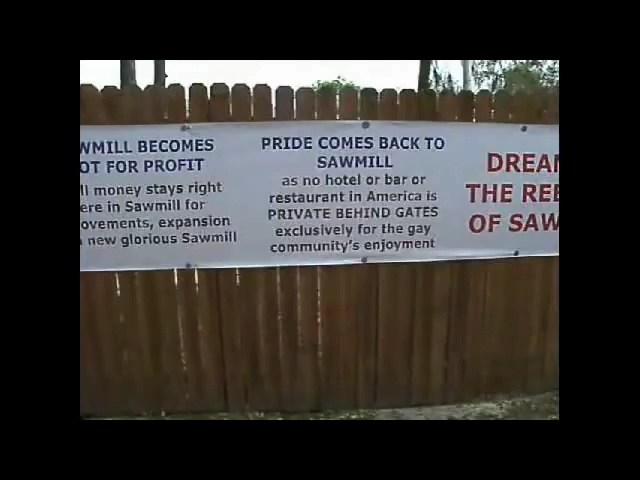 WMILL BECOMES
OT FOR PROFIT
ll money stays right
ere in Sawmill for
ovements, expansion
new glorious Sawmill
PRIDE COMES BACK TO
SAWMILL
as no hotel or bar or
restaurant in America is
PRIVATE BEHIND GATES
exclusively for the gay
community's enjoyment
DREAM
THE REB
OF SAW